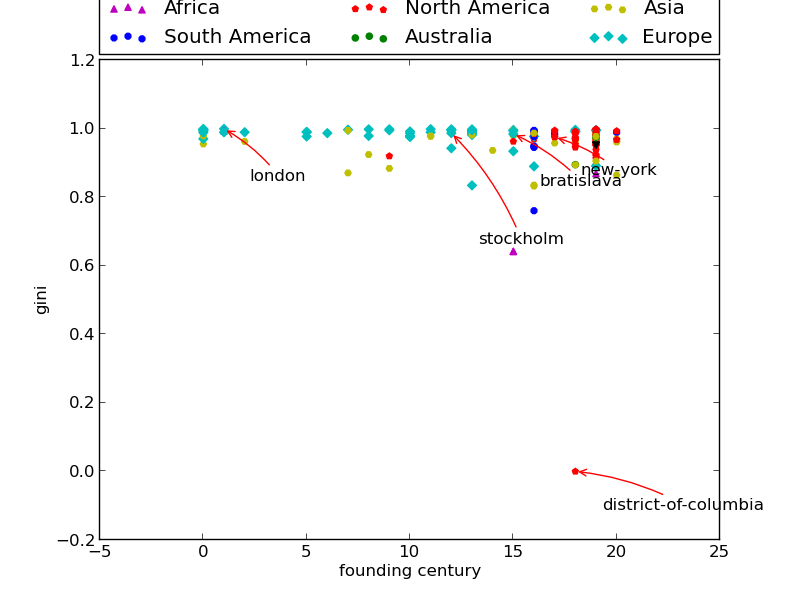 Africa North America Asia
South America Australia Europe
1.2
1.0
new-york
london bratislava
0.8
stockholm
0.6
gini
0.4
0.2
0.0
district-of-columbia
−0.2
−5 0 5 10 15 20 25
founding century